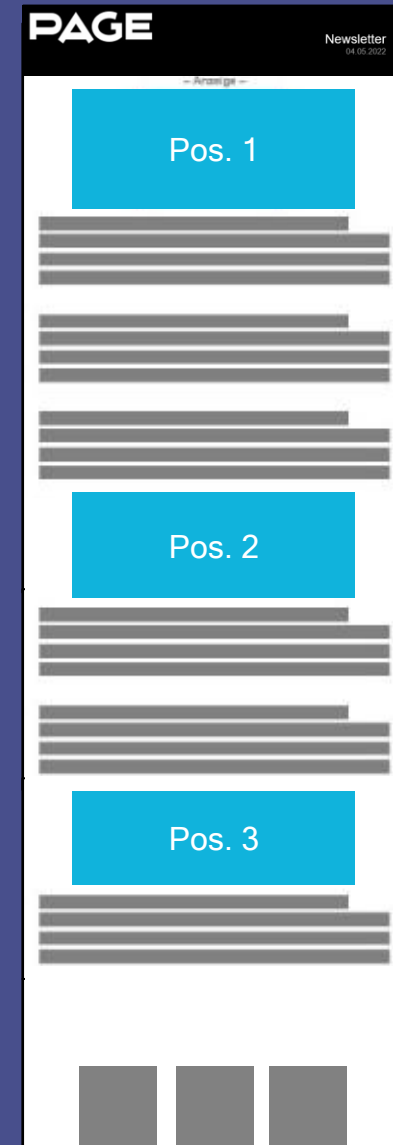 PAGE
Newsletter
04.05.2022
-- Anzeige --
Pos. 1
Pos. 2
Pos. 3